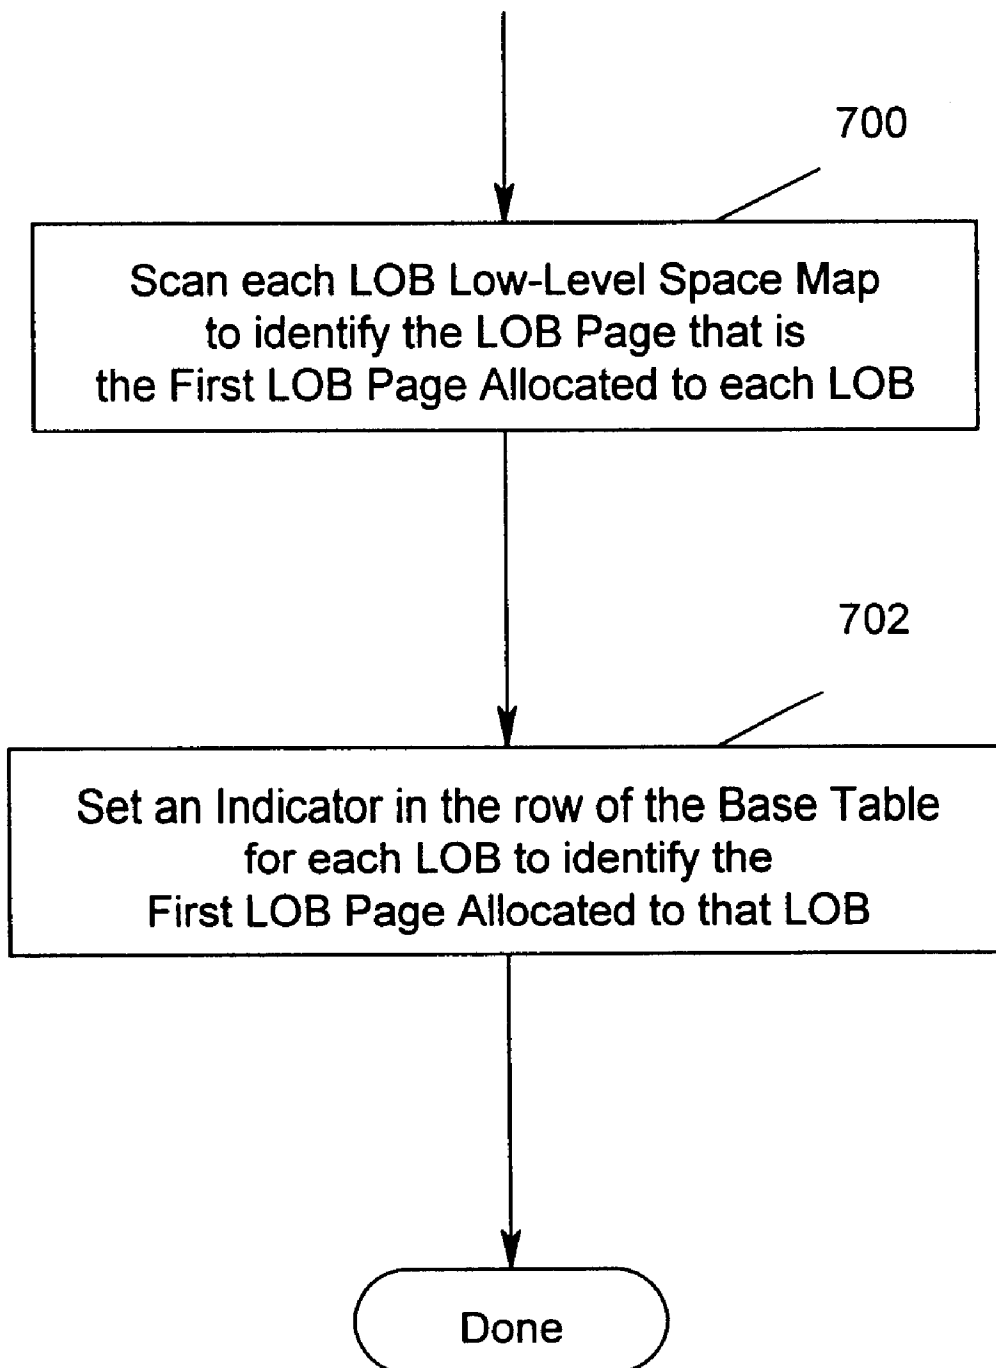 700
Scan each LOB Low-Level Space Map
to identify the LOB Page that is
the First LOB Page Allocated to each LOB
702
Set an Indicator in the row of the Base Table
for each LOB to identify the
First LOB Page Allocated to that LOB
Done